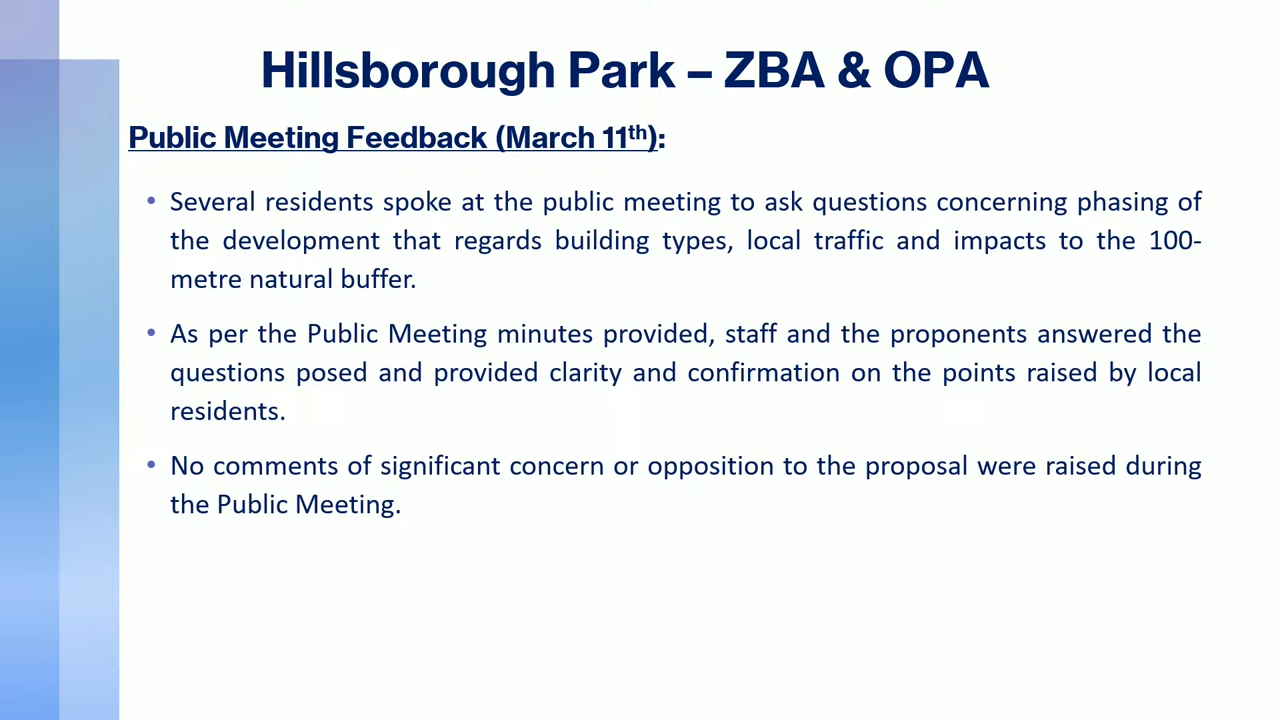 Hillsborough Park – ZBA & OPA
Public Meeting Feedback (March 11th):
• Several residents spoke at the public meeting to ask questions concerning phasing of
the development that regards building types, local traffic and impacts to the 100-
metre natural buffer.
• As per the Public Meeting minutes provided, staff and the proponents answered the
questions posed and provided clarity and confirmation on the points raised by local
residents.
• No comments of significant concern or opposition to the proposal were raised during
the Public Meeting.